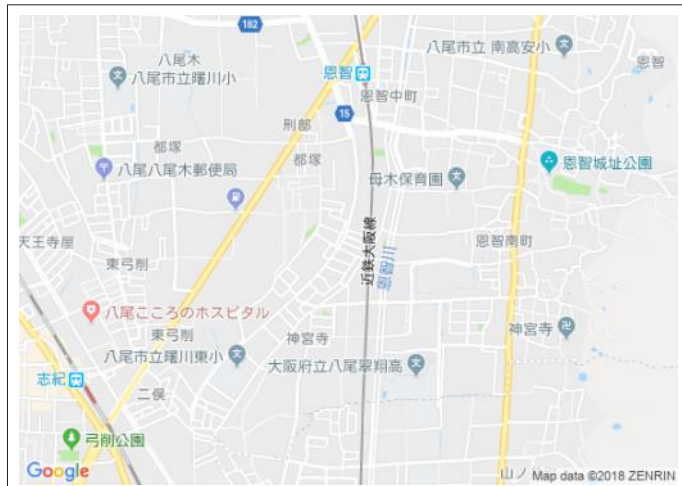 182
八尾木
八尾市立曙川小
恩智
八尾市立 南高安小
恩智
恩智中町
15
刑部
都塚
都塚
八尾八尾木郵便局
恩智城址公園
母木保育園
天王寺屋
東弓削
近鉄大阪線
恩智川
恩智南町
八尾こころのホスピタル
東弓削
八尾市立曙川東小
神宮寺
大阪府立八尾翠翔高
神宮寺
志紀
二俣
弓削公園
Google
山ノ
Map data ©2018 ZENRIN